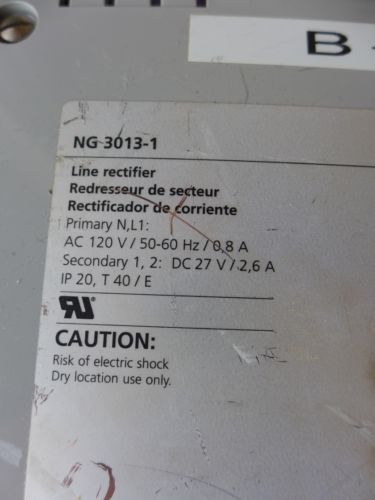 B
NG 3013-1
Line rectifier
Redresseur de secteur
Rectificador de corriente
Primary N,L1:
AC 120 V / 50-60 Hz / 0,8 A
Secondary 1, 2: DC 27 V / 2,6 A
IP 20, T 40 / E
CAUTION:
Risk of electric shock
Dry location use only.